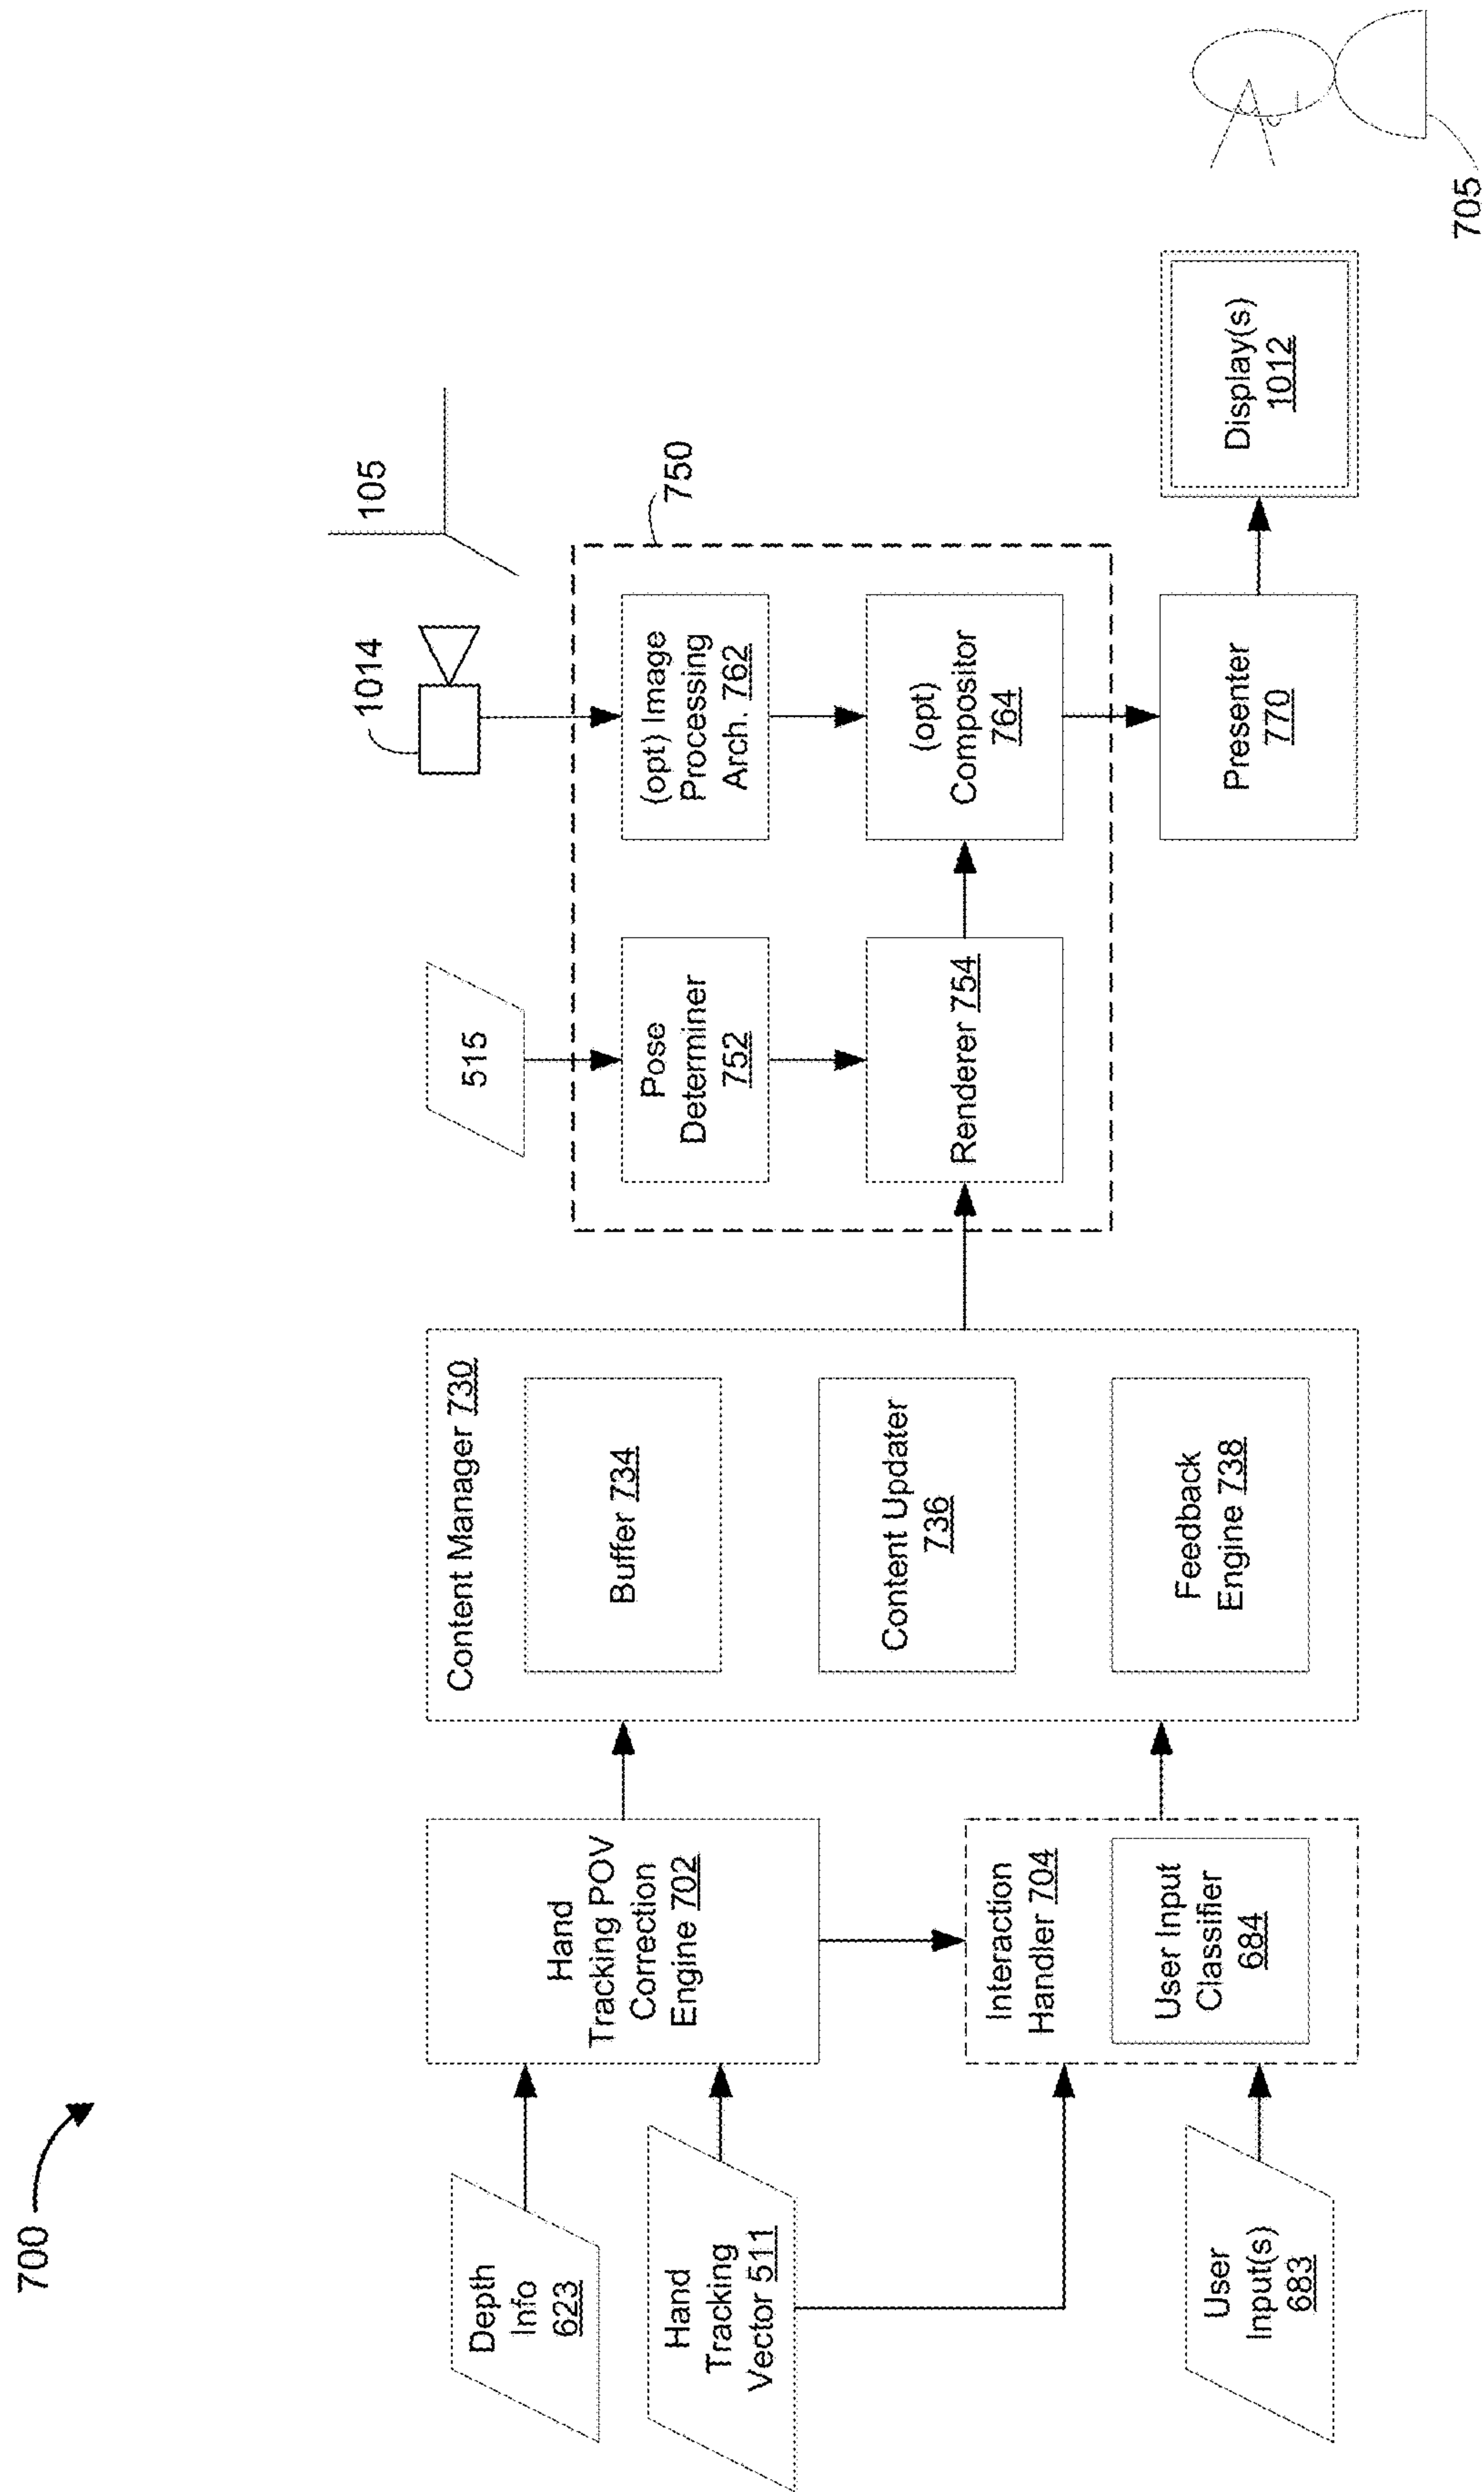 700
Depth
Info
623
Hand
Tracking
Vector 511
User
Input(s)
683
Hand
Tracking POV
Correction
Engine 702
Interaction
Handler 704
User Input
Classifier
684
Content Manager 730
Buffer 734
Content Updater
736
Feedback
Engine 738
515
Pose
Determiner
752
Renderer 754
1014
105
750
(opt) Image
Processing
Arch. 762
(opt)
Compositor
764
Presenter
770
Display(s)
1012
705